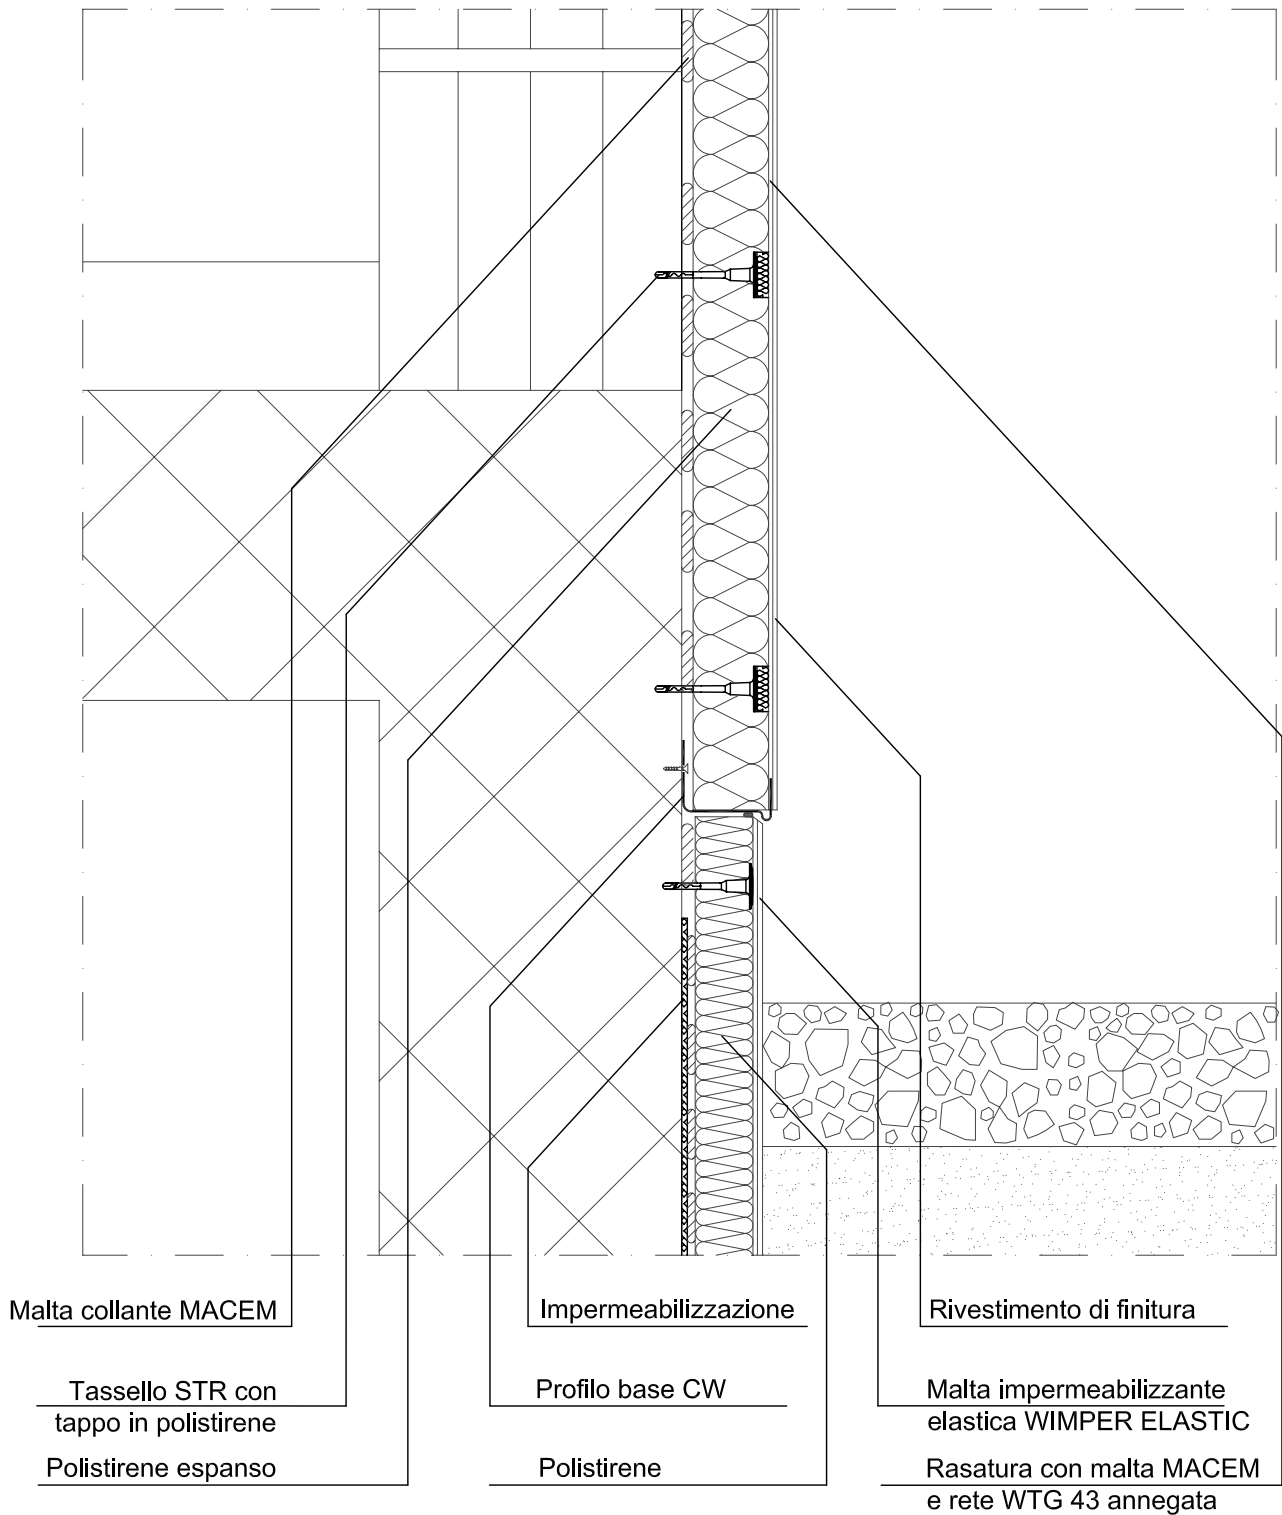 Malta collante MACEM
Tassello STR con
tappo in polistirene
Polistirene espanso
Impermeabilizzazione
Profilo base CW
Polistirene
Rivestimento di finitura
Malta impermeabilizzante
elastica WIMPER ELASTIC
Rasatura con malta MACEM
e rete WTG 43 annegata